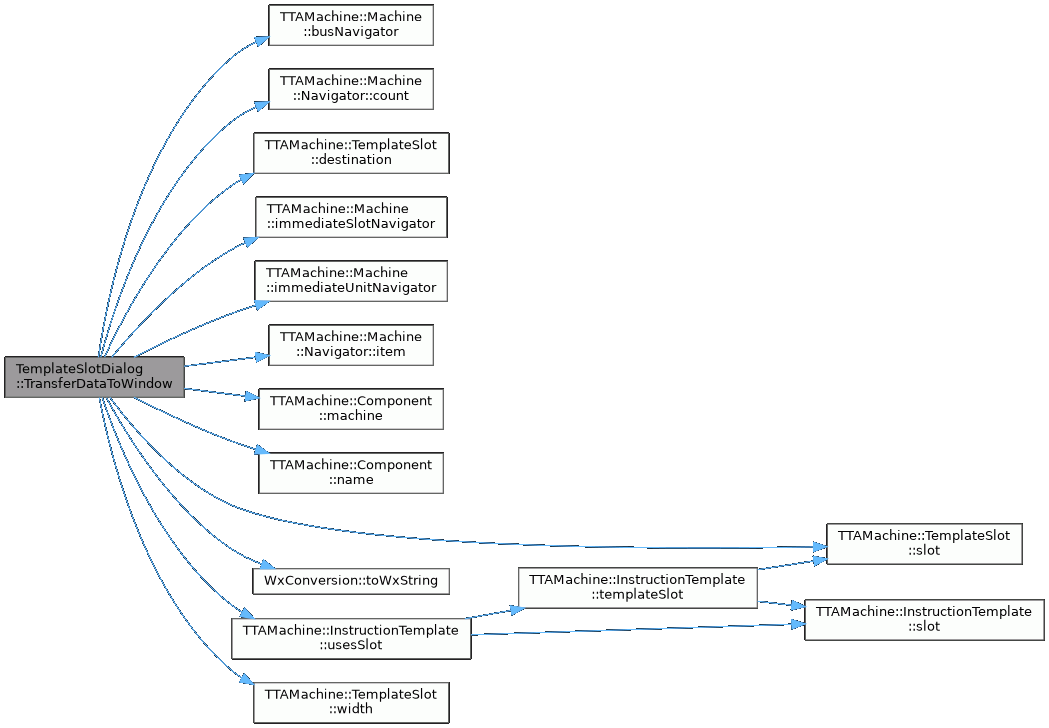 TTAMachine::Machine
::busNavigator
TTAMachine::Machine
::Navigator::count
TTAMachine::TemplateSlot
::destination
TTAMachine::Machine
::immediateSlotNavigator
TTAMachine::Machine
::immediateUnitNavigator
TTAMachine::Machine
::Navigator::item
TemplateSlotDialog
::TransferDataToWindow
TTAMachine::Component
::machine
TTAMachine::Component
::name
TTAMachine::TemplateSlot
::slot
WxConversion::toWxString
TTAMachine::InstructionTemplate
::templateSlot
TTAMachine::InstructionTemplate
::slot
TTAMachine::InstructionTemplate
::usesSlot
TTAMachine::TemplateSlot
::width